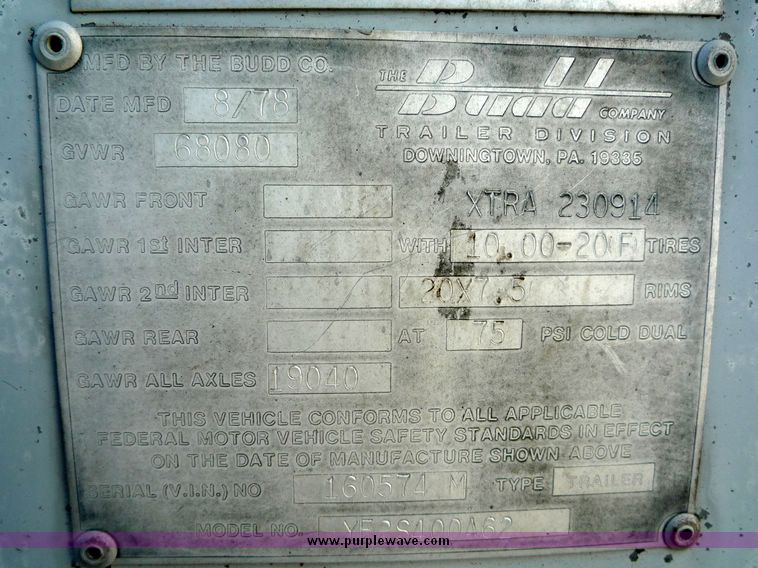 MFD BY THE BUDD CO.
THE Budd COMPANY
DATE MFD 8/78
TRAILER DIVISION
GVWR 68080
DOWNINGTOWN, PA. 19335
GAWR FRONT
XTRA 230914
GAWR 1st INTER WITH 10.00-20(F) TIRES
GAWR 2nd INTER 20X7.5 RIMS
GAWR REAR AT 75 PSI COLD DUAL
GAWR ALL AXLES 19040
THIS VEHICLE CONFORMS TO ALL APPLICABLE
FEDERAL MOTOR VEHICLE SAFETY STANDARDS IN EFFECT
ON THE DATE OF MANUFACTURE SHOWN ABOVE
SERIAL (V.I.N.) NO 160574 M TYPE TRAILER
MODEL NO.
www.purplewave.com